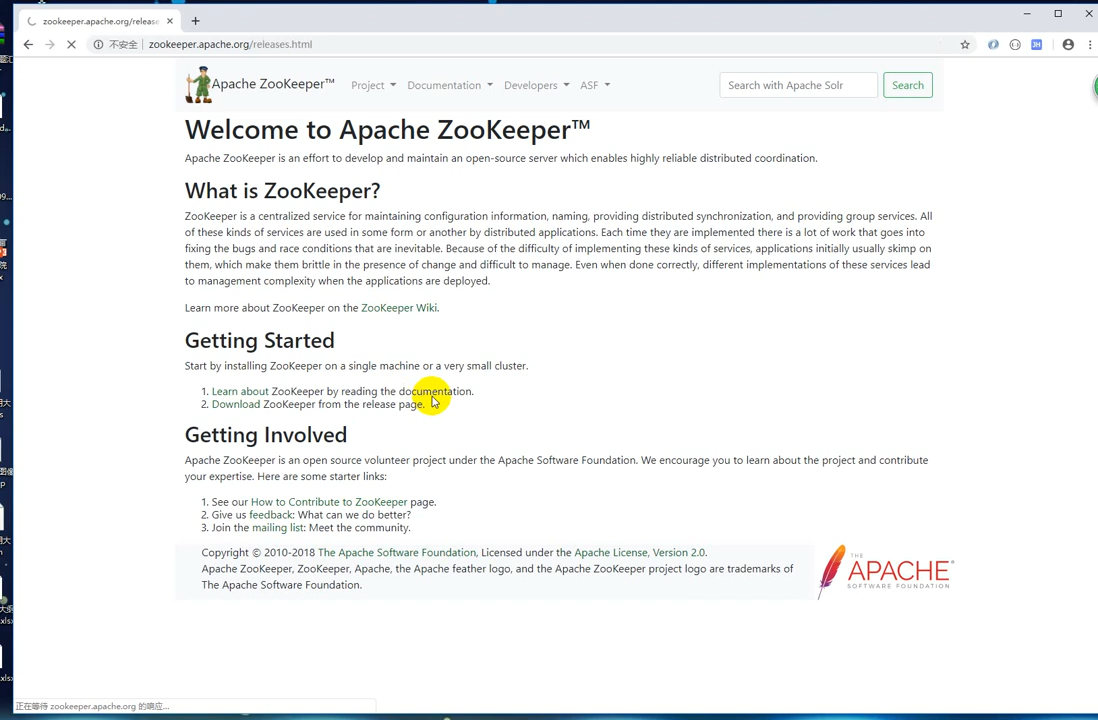 zookeeper.apache.org/release
不安全 zookeeper.apache.org/releases.html
JH
Apache ZooKeeper™ Project Documentation Developers ASF Search with Apache Solr Search
Welcome to Apache ZooKeeper™
Apache ZooKeeper is an effort to develop and maintain an open-source server which enables highly reliable distributed coordination.
What is ZooKeeper?
ZooKeeper is a centralized service for maintaining configuration information, naming, providing distributed synchronization, and providing group services. All
of these kinds of services are used in some form or another by distributed applications. Each time they are implemented there is a lot of work that goes into
fixing the bugs and race conditions that are inevitable. Because of the difficulty of implementing these kinds of services, applications initially usually skimp on
them, which make them brittle in the presence of change and difficult to manage. Even when done correctly, different implementations of these services lead
to management complexity when the applications are deployed.
Learn more about ZooKeeper on the ZooKeeper Wiki.
Getting Started
Start by installing ZooKeeper on a single machine or a very small cluster.
1. Learn about ZooKeeper by reading the documentation.
2. Download ZooKeeper from the release page.
Getting Involved
Apache ZooKeeper is an open source volunteer project under the Apache Software Foundation. We encourage you to learn about the project and contribute
your expertise. Here are some starter links:
1. See our How to Contribute to ZooKeeper page.
2. Give us feedback: What can we do better?
3. Join the mailing list: Meet the community.
Copyright © 2010-2018 The Apache Software Foundation, Licensed under the Apache License, Version 2.0.
Apache ZooKeeper, ZooKeeper, Apache, the Apache feather logo, and the Apache ZooKeeper project logo are trademarks of
The Apache Software Foundation.
THE
APACHE®
SOFTWARE FOUNDATION
正在等待 zookeeper.apache.org 的响应...